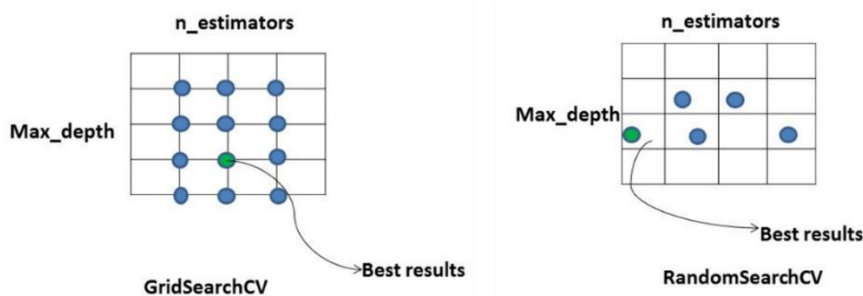 n_estimators
Max_depth
Best results
GridSearchCV
n_estimators
Max_depth
Best results
RandomSearchCV